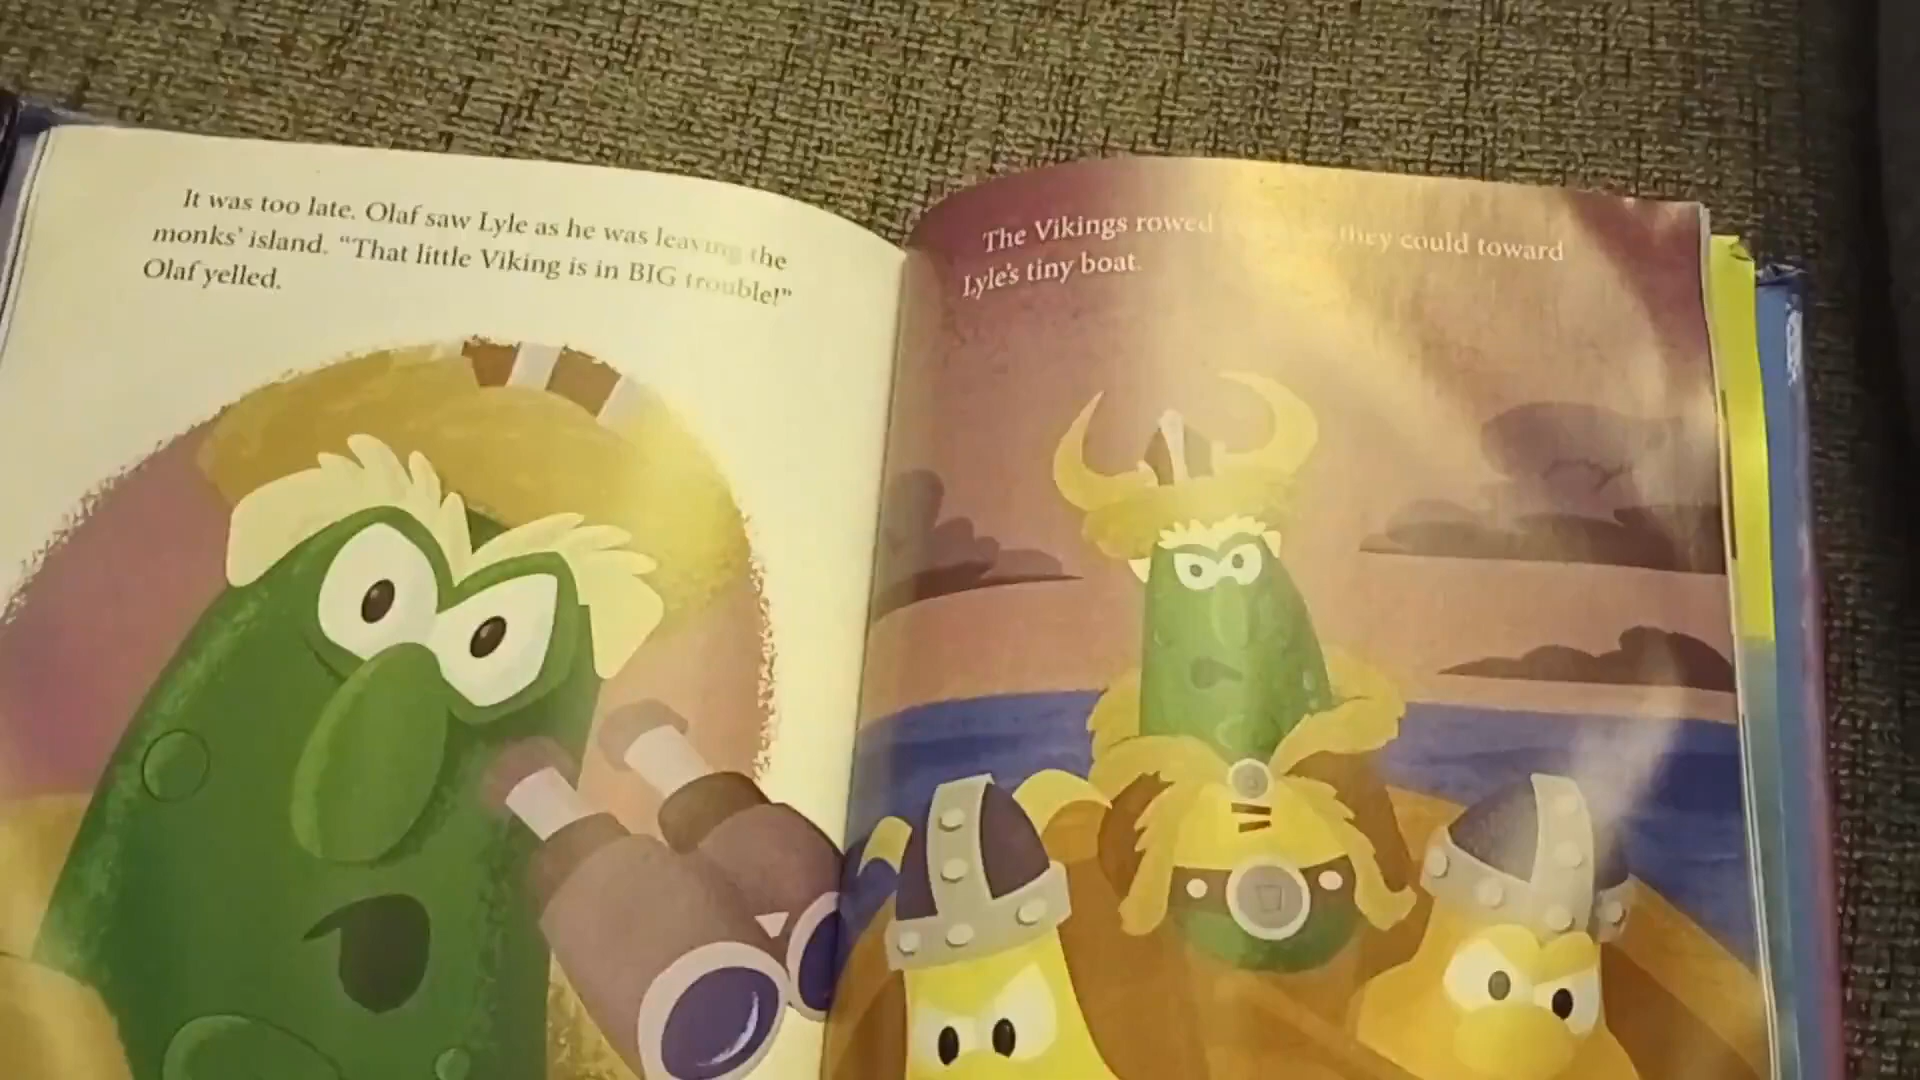 It was too late. Olaf saw Lyle as he was leaving the
monks' island. “That little Viking is in BIG trouble!”
Olaf yelled.
The Vikings rowed they could toward
Lyle's tiny boat.